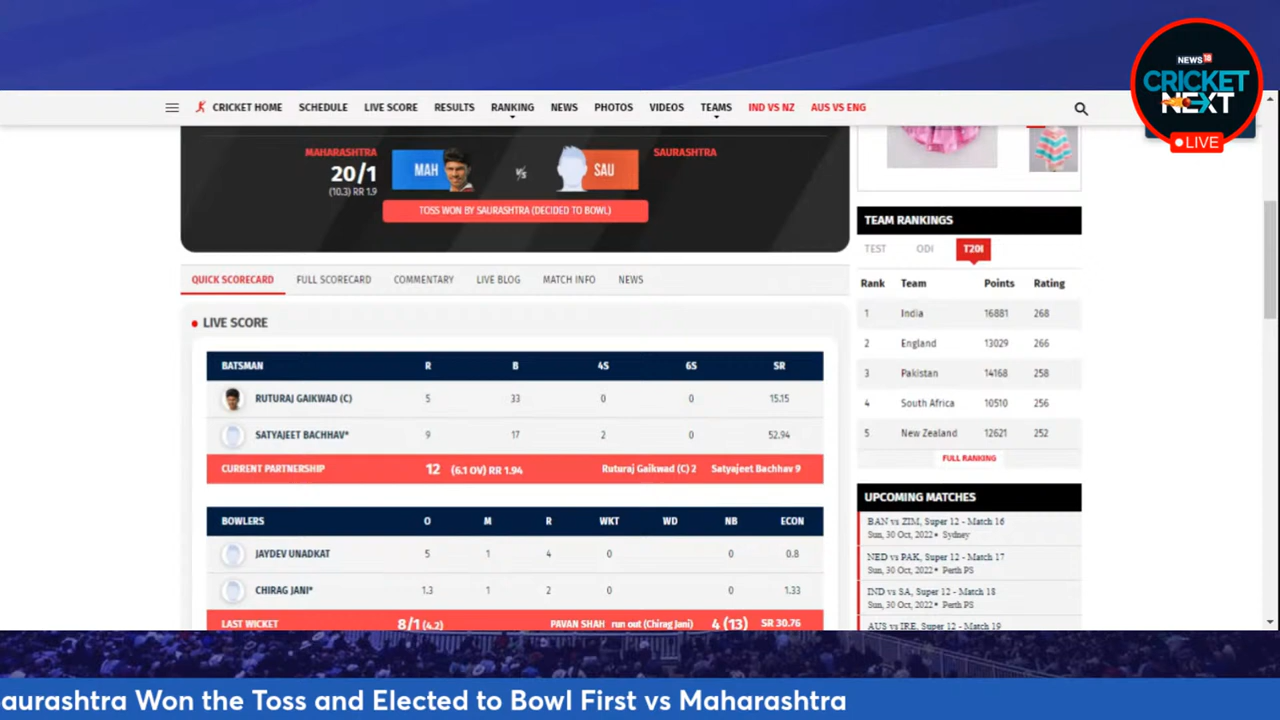 NEWS 18
CRICKET
NEXT
LIVE
CRICKET HOME SCHEDULE LIVE SCORE RESULTS RANKING NEWS PHOTOS VIDEOS TEAMS IND VS NZ AUS VS ENG
MAHARASHTRA
20/1
(10.3) RR 1.9
MAH
V/S
SAU
SAURASHTRA
TOSS WON BY SAURASHTRA (DECIDED TO BOWL)
QUICK SCORECARD FULL SCORECARD COMMENTARY LIVE BLOG MATCH INFO NEWS
LIVE SCORE
BATSMAN R B 4S 6S SR
RUTURAJ GAIKWAD (C) 5 33 0 0 15.15
SATYAJEET BACHHAV* 9 17 2 0 52.94
CURRENT PARTNERSHIP 12 (6.1 OV) RR 1.94 Ruturaj Gaikwad (C) 2 Satyajeet Bachhav 9
BOWLERS O M R WKT WD NB ECON
JAYDEV UNADKAT 5 1 4 0 0 0.8
CHIRAG JANI* 1.3 1 2 0 0 1.33
LAST WICKET 8/1 (4.2) PAVAN SHAH run out (Chirag Jani) 4 (13) SR 30.76
TEAM RANKINGS
TEST ODI T20I
Rank Team Points Rating
1 India 16881 268
2 England 13029 266
3 Pakistan 14168 258
4 South Africa 10510 256
5 New Zealand 12621 252
FULL RANKING
UPCOMING MATCHES
BAN vs ZIM, Super 12 - Match 16
Sun, 30 Oct, 2022 • Sydney
NED vs PAK, Super 12 - Match 17
Sun, 30 Oct, 2022 • Perth PS
IND vs SA, Super 12 - Match 18
Sun, 30 Oct, 2022 • Perth PS
AUS vs IRE, Super 12 - Match 19
aurashtra Won the Toss and Elected to Bowl First vs Maharashtra